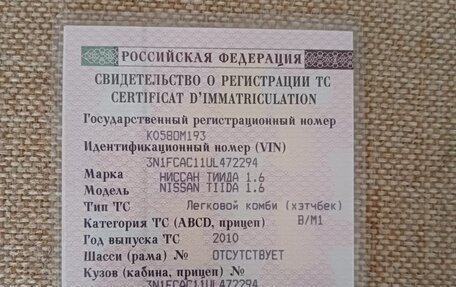 РОССИЙСКАЯ ФЕДЕРАЦИЯ
СВИДЕТЕЛЬСТВО О РЕГИСТРАЦИИ ТС
CERTIFICAT D'IMMATRICULATION
Государственный регистрационный номер
К058ОМ193
Идентификационный номер (VIN)
3N1FCAC11UL472294
Марка НИССАН ТИИДА 1.6
Модель NISSAN TIIDA 1.6
Тип ТС Легковой комби (хэтчбек)
Категория ТС (ABCD, прицеп) B/M1
Год выпуска ТС 2010
Шасси (рама) № ОТСУТСТВУЕТ
Кузов (кабина, прицеп) №
3N1FCAC11UL472294